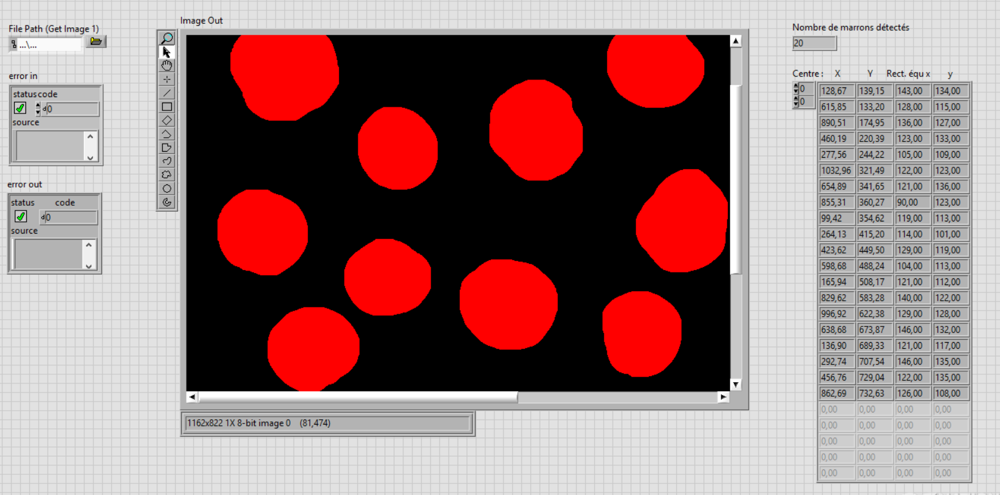 File Path (Get Image 1)
...\...
error in
status code
0
source
error out
status code
0
source
Image Out
1162x822 1X 8-bit image 0 (81,474)
Nombre de marrons détectés
20
Centre : X Y Rect. équ x y
0
0
128,67 139,15 143,00 134,00
615,85 133,20 128,00 115,00
890,51 174,95 136,00 127,00
460,19 220,39 123,00 133,00
277,56 244,22 105,00 109,00
1032,96 321,49 122,00 123,00
654,89 341,65 121,00 136,00
855,31 360,27 90,00 123,00
99,42 354,62 119,00 113,00
264,13 415,20 114,00 101,00
423,62 449,50 129,00 119,00
598,68 488,24 104,00 113,00
165,94 508,17 121,00 112,00
829,62 583,28 140,00 122,00
996,92 622,38 129,00 128,00
638,68 673,87 146,00 132,00
136,90 689,33 121,00 117,00
292,74 707,54 146,00 135,00
456,76 729,04 122,00 135,00
862,69 732,63 126,00 108,00
0,00 0,00 0,00 0,00
0,00 0,00 0,00 0,00
0,00 0,00 0,00 0,00
0,00 0,00 0,00 0,00
0,00 0,00 0,00 0,00